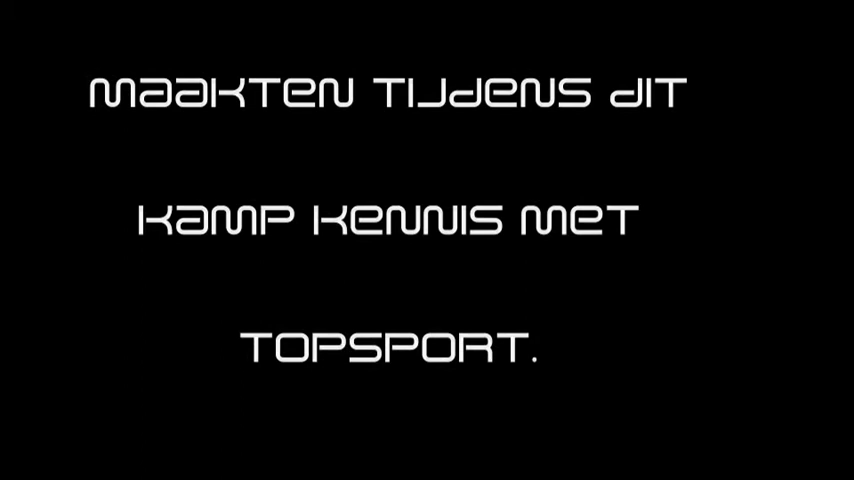 maakten tijdens dit
kamp kennis met
topsport.